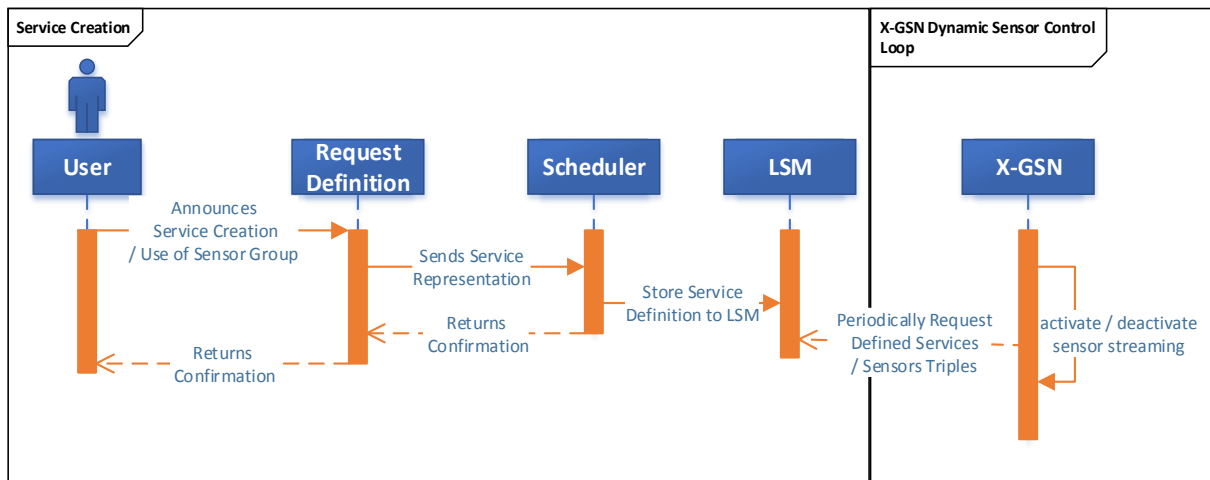 Service Creation
X-GSN Dynamic Sensor Control
Loop
User
Request
Definition
Scheduler
LSM
X-GSN
Announces
Service Creation
/ Use of Sensor Group
Sends Service
Representation
Store Service
Definition to LSM
Returns
Confirmation
Returns
Confirmation
Periodically Request
Defined Services
/ Sensors Triples
activate / deactivate
sensor streaming